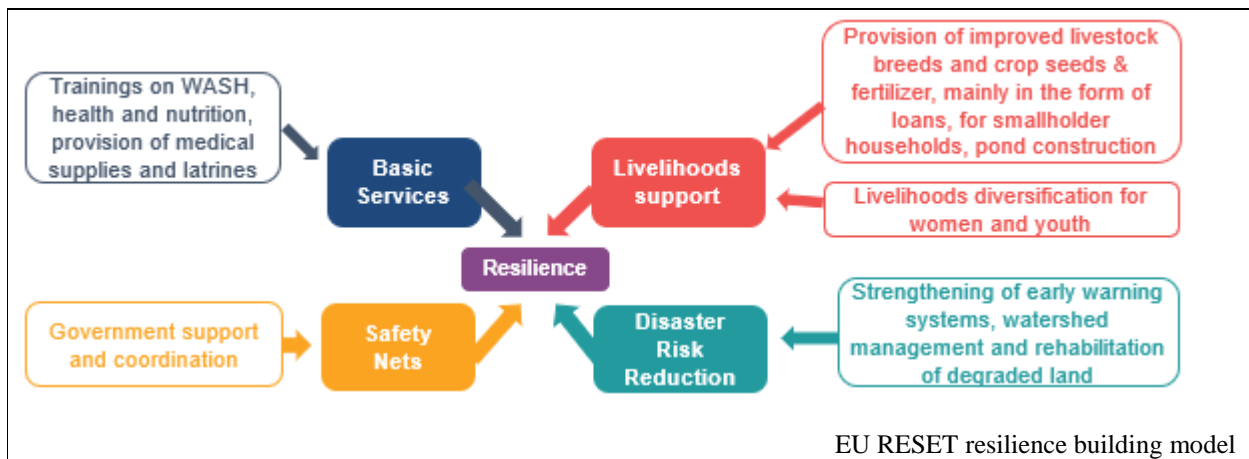 Trainings on WASH,
health and nutrition,
provision of medical
supplies and latrines
Basic
Services
Livelihoods
support
Provision of improved livestock
breeds and crop seeds &
fertilizer, mainly in the form of
loans, for smallholder
households, pond construction
Livelihoods diversification for
women and youth
Resilience
Government support
and coordination
Safety
Nets
Disaster
Risk
Reduction
Strengthening of early warning
systems, watershed
management and rehabilitation
of degraded land
EU RESET resilience building model